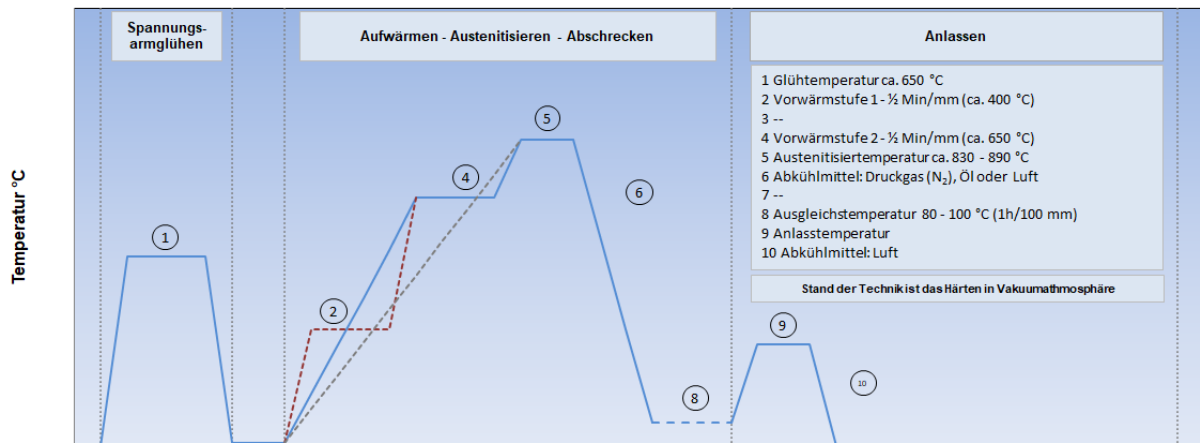 Spannungs-
armglühen
Aufwärmen - Austenitisieren - Abschrecken
Anlassen
1 Glühtemperatur ca. 650 °C
2 Vorwärmstufe 1 - ½ Min/mm (ca. 400 °C)
3 --
4 Vorwärmstufe 2 - ½ Min/mm (ca. 650 °C)
5 Austenitisiertemperatur ca. 830 - 890 °C
6 Abkühlmittel: Druckgas (N₂), Öl oder Luft
7 --
8 Ausgleichstemperatur 80 - 100 °C (1h/100 mm)
9 Anlasstemperatur
10 Abkühlmittel: Luft
Stand der Technik ist das Härten in Vakuumathmosphäre
Temperatur °C
1
2
4
5
6
8
9
10